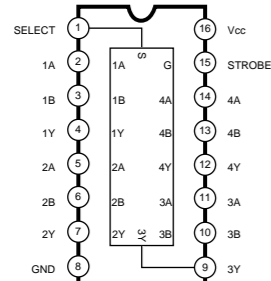 SELECT 1 16 Vcc
S
1A 2 1A G 15 STROBE
1B 3 1B 4A 14 4A
1Y 4 1Y 4B 13 4B
2A 5 2A 4Y 12 4Y
2B 6 2B 3A 11 3A
2Y 7 2Y 3Y 3B 10 3B
GND 8 9 3Y